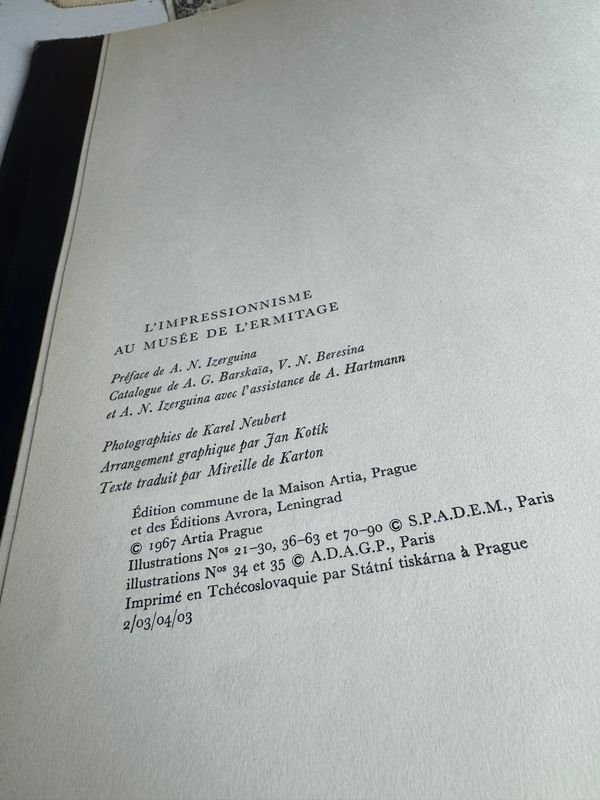 L'IMPRESSIONNISME
AU MUSÉE DE L'ERMITAGE
Préface de A. N. Izerguina
Catalogue de A. G. Barskaïa, V. N. Beresina
et A. N. Izerguina avec l'assistance de A. Hartmann
Photographies de Karel Neubert
Arrangement graphique par Jan Kotík
Texte traduit par Mireille de Karton
Édition commune de la Maison Artia, Prague
et des Éditions Avrora, Leningrad
© 1967 Artia Prague
Illustrations Nos 21–30, 36–63 et 70–90 © S.P.A.D.E.M., Paris
illustrations Nos 34 et 35 © A.D.A.G.P., Paris
Imprimé en Tchécoslovaquie par Státní tiskárna à Prague
2/03/04/03